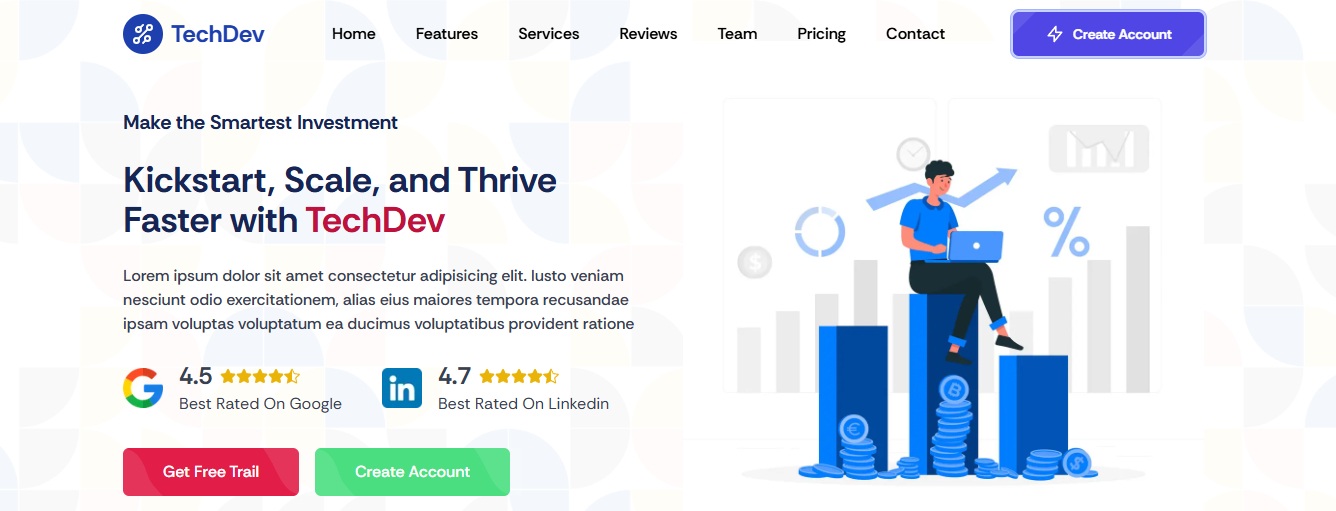 TechDev
Home
Features
Services
Reviews
Team
Pricing
Contact
Create Account
Make the Smartest Investment
Kickstart, Scale, and Thrive
Faster with TechDev
Lorem ipsum dolor sit amet consectetur adipisicing elit. Iusto veniam
nesciunt odio exercitationem, alias eius maiores tempora recusandae
ipsam voluptas voluptatum ea ducimus voluptatibus provident ratione
4.5
Best Rated On Google
in
4.7
Best Rated On Linkedin
Get Free Trail
Create Account
$
%
B
€
$